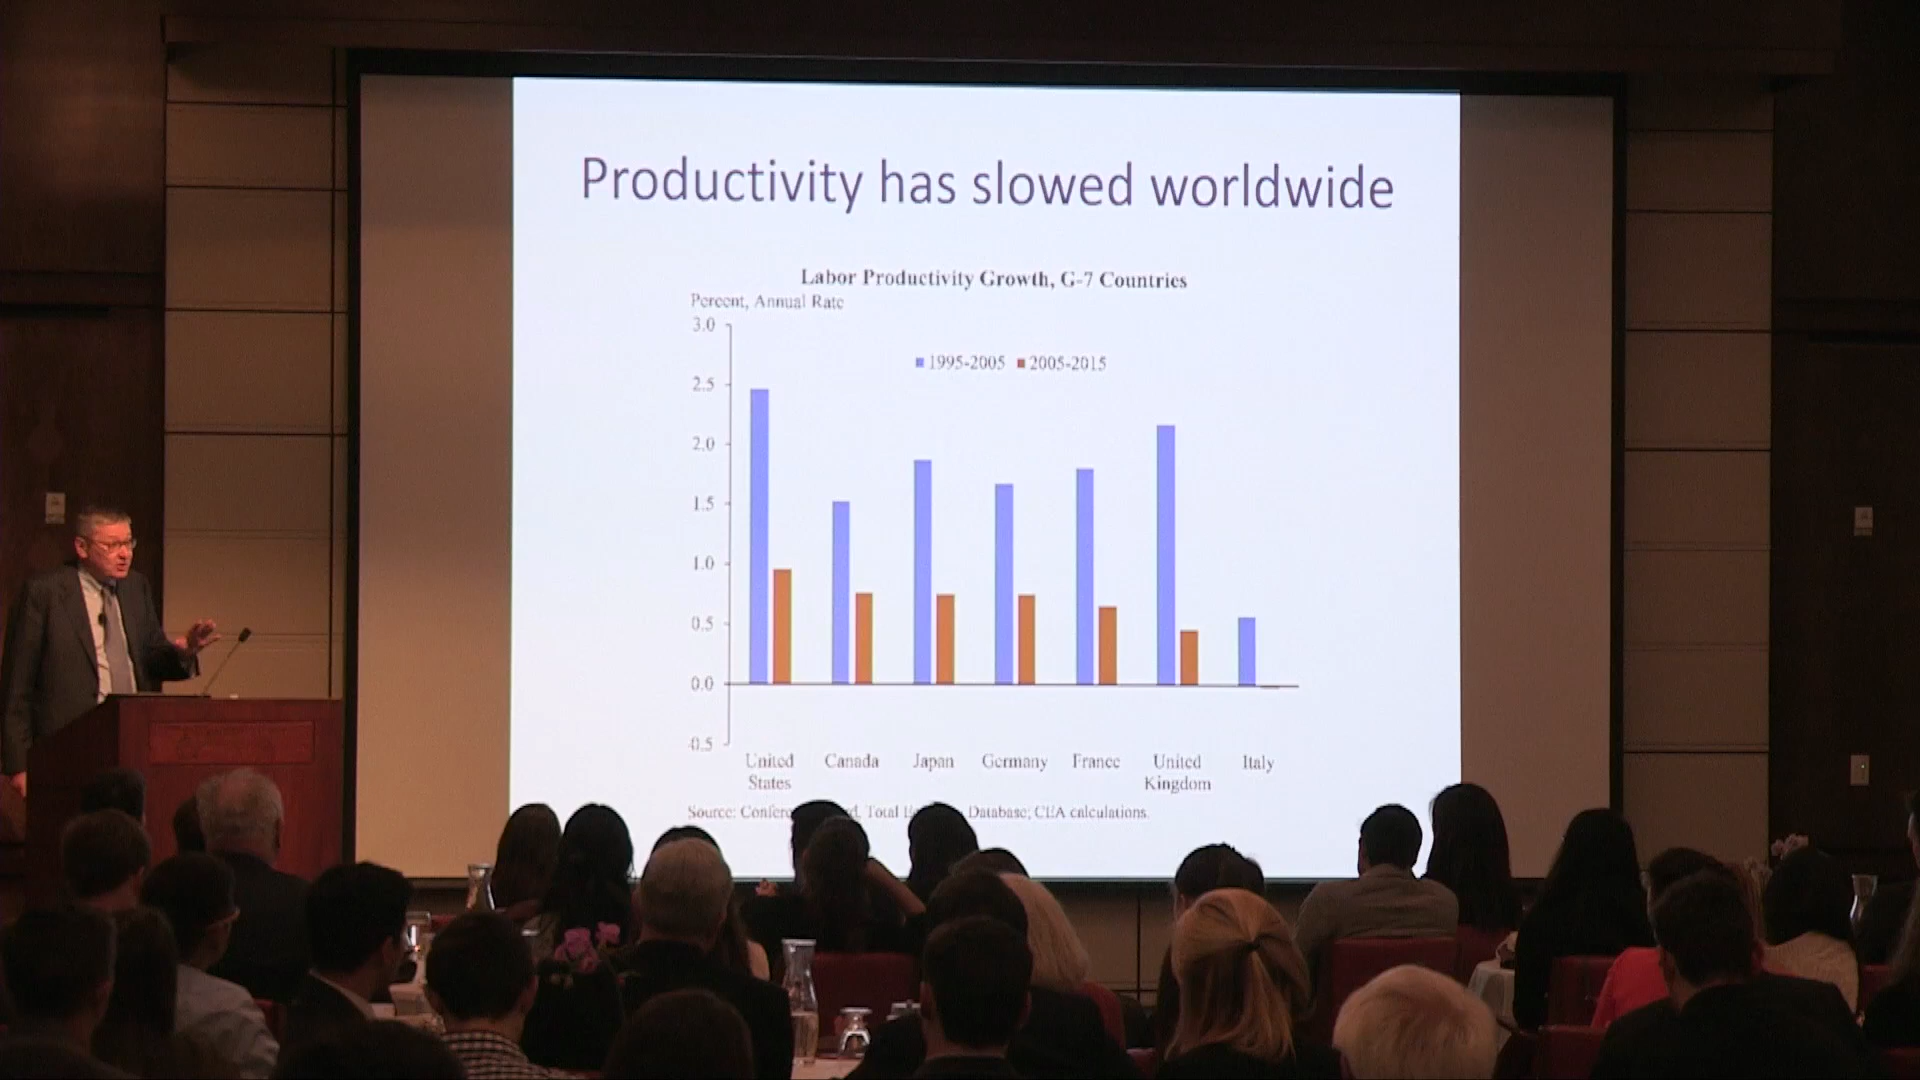 Productivity has slowed worldwide
Labor Productivity Growth, G-7 Countries
Percent, Annual Rate
3.0
1995-2005 2005-2015
2.5
2.0
1.5
1.0
0.5
0.0
-0.5
United States
Canada
Japan
Germany
France
United Kingdom
Italy
Source: Total Database; CEA calculations.